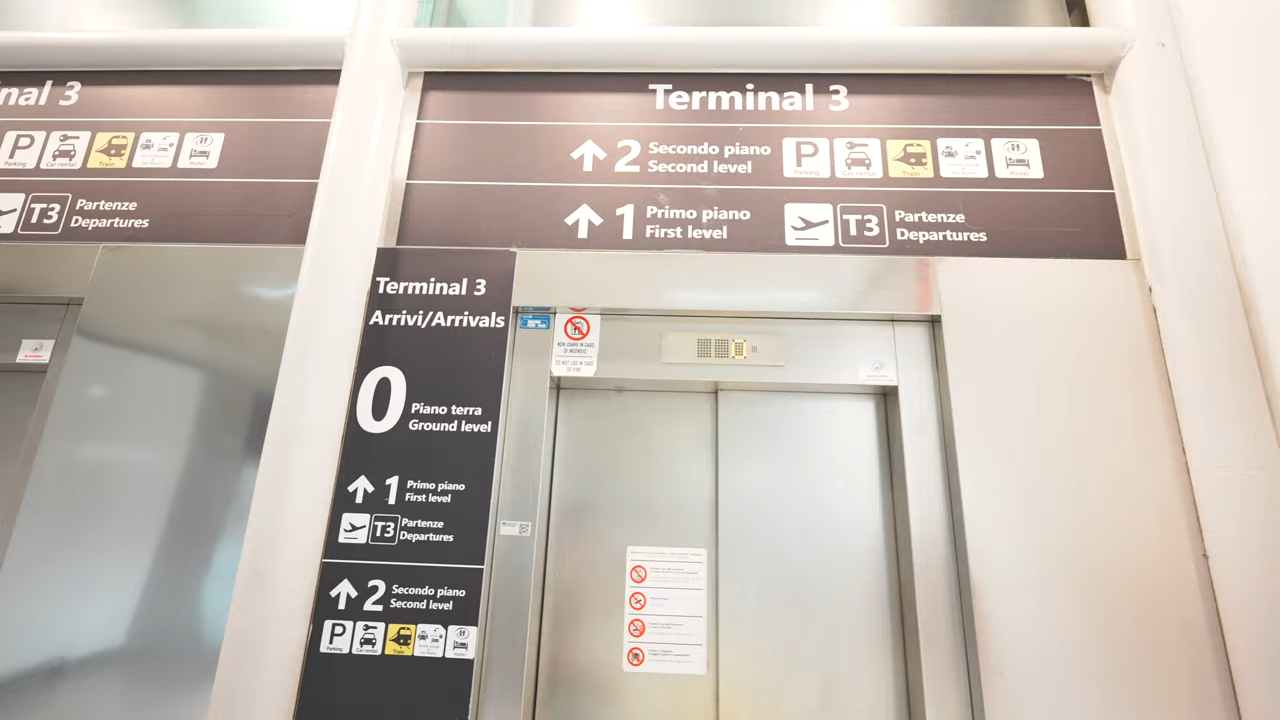 nal 3
Parking
Car rental
Train
Hotel
T3
Partenze
Departures
Terminal 3
2
Secondo piano
Second level
P
Parking
Car rental
Train
Hotel
1
Primo piano
First level
T3
Partenze
Departures
Terminal 3
Arrivi/Arrivals
0
Piano terra
Ground level
1
Primo piano
First level
T3
Partenze
Departures
2
Secondo piano
Second level
P
Parking
Car rental
Train
Hotel
NON USARE IN CASO
DI INCENDIO
DO NOT USE IN CASE
OF FIRE